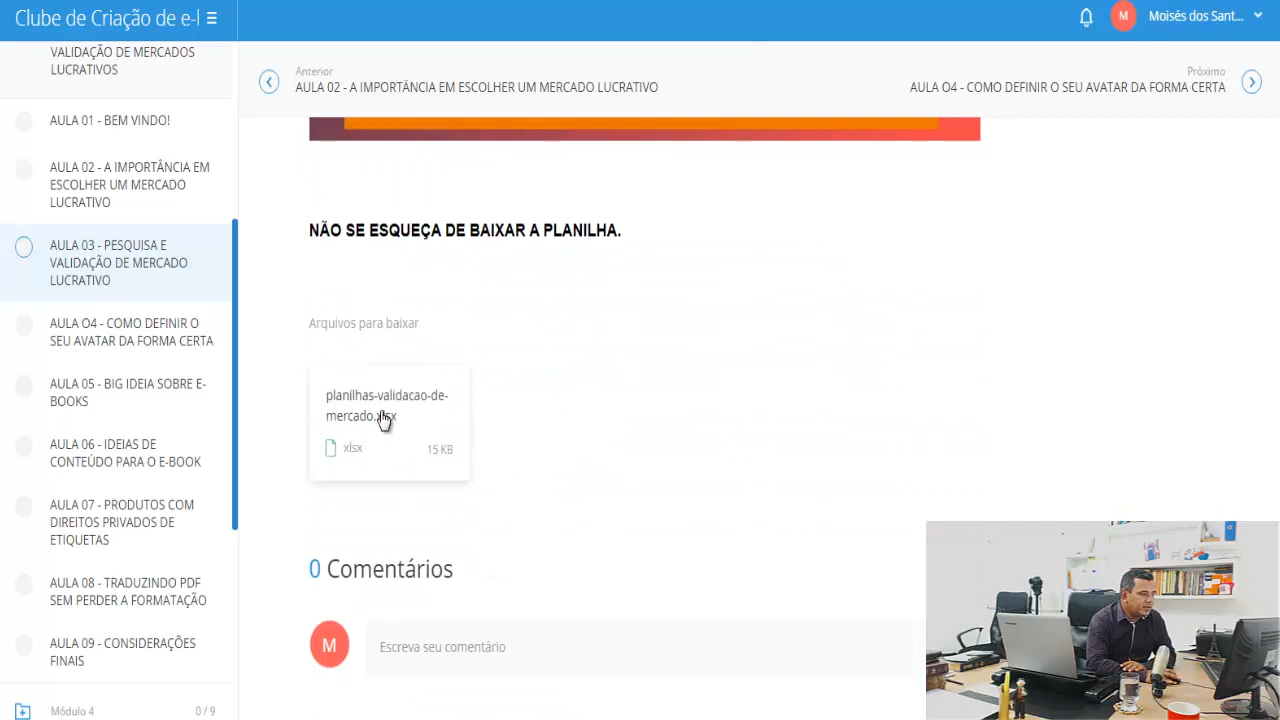 Clube de Criação de e-l
M
Moisés dos Sant...
VALIDAÇÃO DE MERCADOS
LUCRATIVOS
AULA 01 - BEM VINDO!
AULA 02 - A IMPORTÂNCIA EM
ESCOLHER UM MERCADO
LUCRATIVO
AULA 03 - PESQUISA E
VALIDAÇÃO DE MERCADO
LUCRATIVO
AULA O4 - COMO DEFINIR O
SEU AVATAR DA FORMA CERTA
AULA 05 - BIG IDEIA SOBRE E-
BOOKS
AULA 06 - IDEIAS DE
CONTEÚDO PARA O E-BOOK
AULA 07 - PRODUTOS COM
DIREITOS PRIVADOS DE
ETIQUETAS
AULA 08 - TRADUZINDO PDF
SEM PERDER A FORMATAÇÃO
AULA 09 - CONSIDERAÇÕES
FINAIS
Módulo 4
0 / 9
Anterior
AULA 02 - A IMPORTÂNCIA EM ESCOLHER UM MERCADO LUCRATIVO
Próximo
AULA O4 - COMO DEFINIR O SEU AVATAR DA FORMA CERTA
NÃO SE ESQUEÇA DE BAIXAR A PLANILHA.
Arquivos para baixar
planilhas-validacao-de-
mercado.xlsx
xlsx
15 KB
0 Comentários
M
Escreva seu comentário